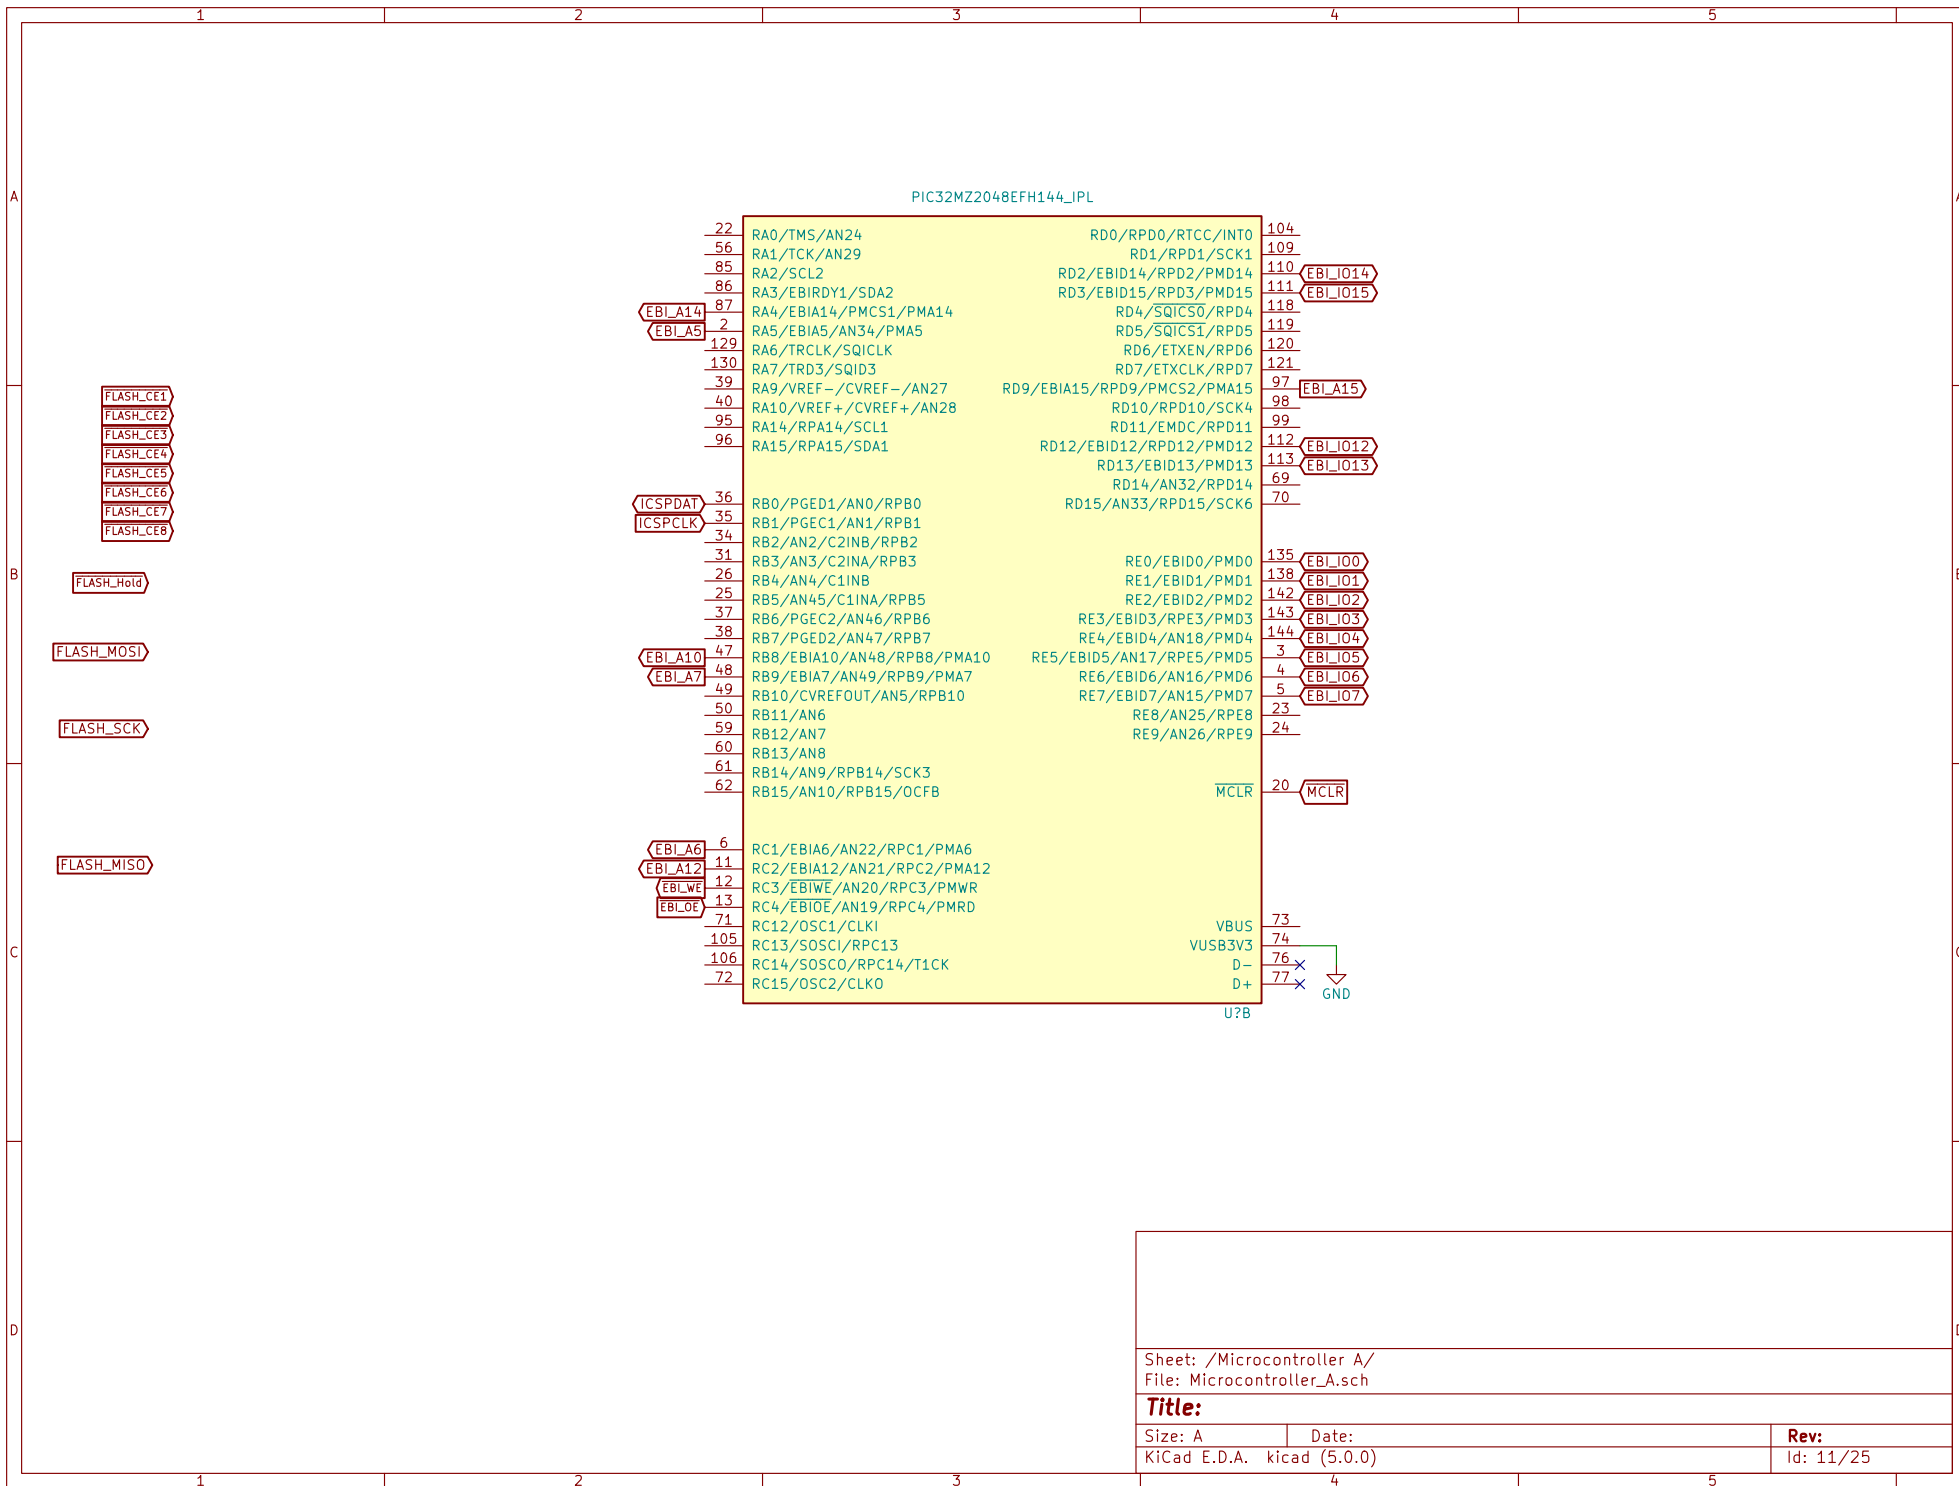 1 2 3 4 5
A
PIC32MZ2048EFH144_IPL
22 RA0/TMS/AN24 RD0/RPD0/RTCC/INT0 104
56 RA1/TCK/AN29 RD1/RPD1/SCK1 109
85 RA2/SCL2 RD2/EBID14/RPD2/PMD14 110 EBI_IO14
86 RA3/EBIRDY1/SDA2 RD3/EBID15/RPD3/PMD15 111 EBI_IO15
EBI_A14 87 RA4/EBIA14/PMCS1/PMA14 RD4/SQICS0/RPD4 118
EBI_A5 2 RA5/EBIA5/AN34/PMA5 RD5/SQICS1/RPD5 119
129 RA6/TRCLK/SQICLK RD6/ETXEN/RPD6 120
130 RA7/TRD3/SQID3 RD7/ETXCLK/RPD7 121
39 RA9/VREF-/CVREF-/AN27 RD9/EBIA15/RPD9/PMCS2/PMA15 97 EBI_A15
FLASH_CE1
40 RA10/VREF+/CVREF+/AN28 RD10/RPD10/SCK4 98
FLASH_CE2
95 RA14/RPA14/SCL1 RD11/EMDC/RPD11 99
FLASH_CE3
96 RA15/RPA15/SDA1 RD12/EBID12/RPD12/PMD12 112 EBI_IO12
FLASH_CE4
RD13/EBID13/PMD13 113 EBI_IO13
FLASH_CE5
RD14/AN32/RPD14 69
FLASH_CE6
ICSPDAT 36 RB0/PGED1/AN0/RPB0 RD15/AN33/RPD15/SCK6 70
FLASH_CE7
ICSPCLK 35 RB1/PGEC1/AN1/RPB1
FLASH_CE8
34 RB2/AN2/C2INB/RPB2
31 RB3/AN3/C2INA/RPB3 RE0/EBID0/PMD0 135 EBI_IO0
B
26 RB4/AN4/C1INB RE1/EBID1/PMD1 138 EBI_IO1
FLASH_Hold
25 RB5/AN45/C1INA/RPB5 RE2/EBID2/PMD2 142 EBI_IO2
37 RB6/PGEC2/AN46/RPB6 RE3/EBID3/RPE3/PMD3 143 EBI_IO3
38 RB7/PGED2/AN47/RPB7 RE4/EBID4/AN18/PMD4 144 EBI_IO4
FLASH_MOSI
EBI_A10 47 RB8/EBIA10/AN48/RPB8/PMA10 RE5/EBID5/AN17/RPE5/PMD5 3 EBI_IO5
EBI_A7 48 RB9/EBIA7/AN49/RPB9/PMA7 RE6/EBID6/AN16/PMD6 4 EBI_IO6
49 RB10/CVREFOUT/AN5/RPB10 RE7/EBID7/AN15/PMD7 5 EBI_IO7
50 RB11/AN6 RE8/AN25/RPE8 23
FLASH_SCK
59 RB12/AN7 RE9/AN26/RPE9 24
60 RB13/AN8
61 RB14/AN9/RPB14/SCK3
62 RB15/AN10/RPB15/OCFB MCLR 20 MCLR
EBI_A6 6 RC1/EBIA6/AN22/RPC1/PMA6
FLASH_MISO
EBI_A12 11 RC2/EBIA12/AN21/RPC2/PMA12
EBI_WE 12 RC3/EBIWE/AN20/RPC3/PMWR
EBI_OE 13 RC4/EBIOE/AN19/RPC4/PMRD
71 RC12/OSC1/CLKI VBUS 73
105 RC13/SOSCI/RPC13 VUSB3V3 74
C
106 RC14/SOSCO/RPC14/T1CK D- 76
72 RC15/OSC2/CLKO D+ 77
GND
U?B
D
Sheet: /Microcontroller A/
File: Microcontroller_A.sch
Title:
Size: A Date: Rev:
KiCad E.D.A. kicad (5.0.0) Id: 11/25
1 2 3 4 5